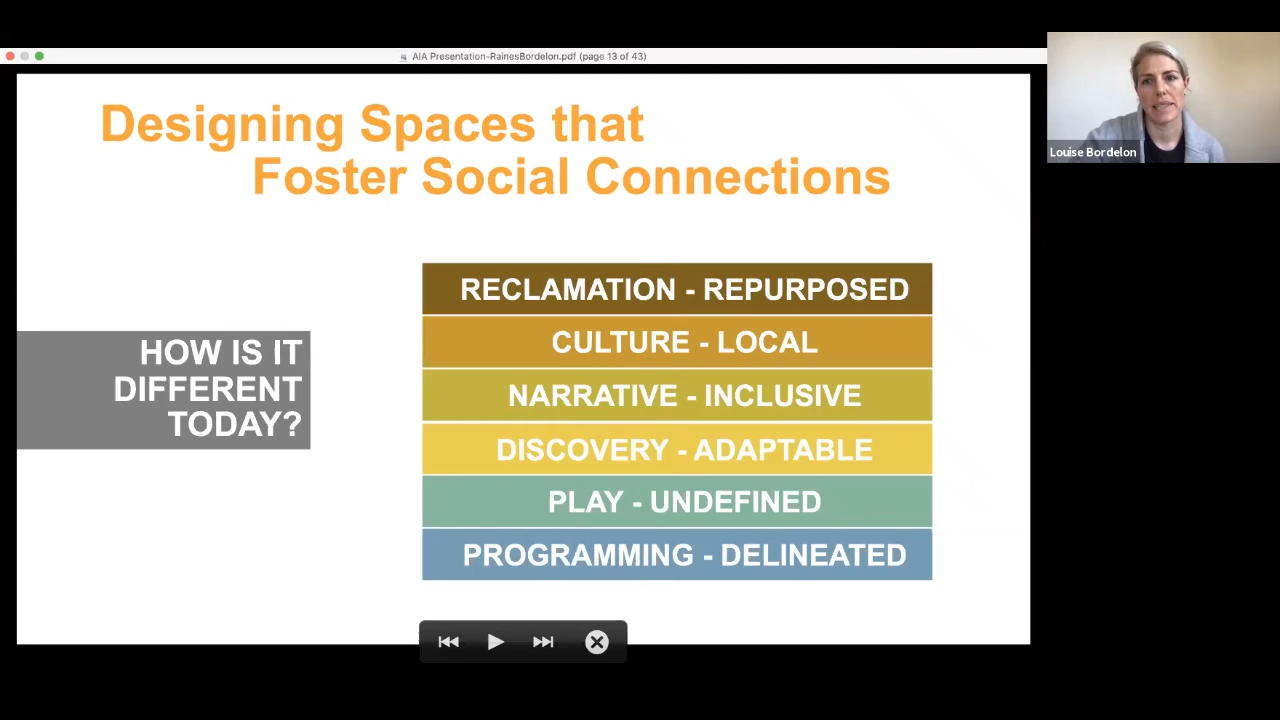 AIA Presentation-RainesBordelon.pdf (page 13 of 43)
Designing Spaces that
Foster Social Connections
Louise Bordelon
HOW IS IT
DIFFERENT
TODAY?
RECLAMATION - REPURPOSED
CULTURE - LOCAL
NARRATIVE - INCLUSIVE
DISCOVERY - ADAPTABLE
PLAY - UNDEFINED
PROGRAMMING - DELINEATED